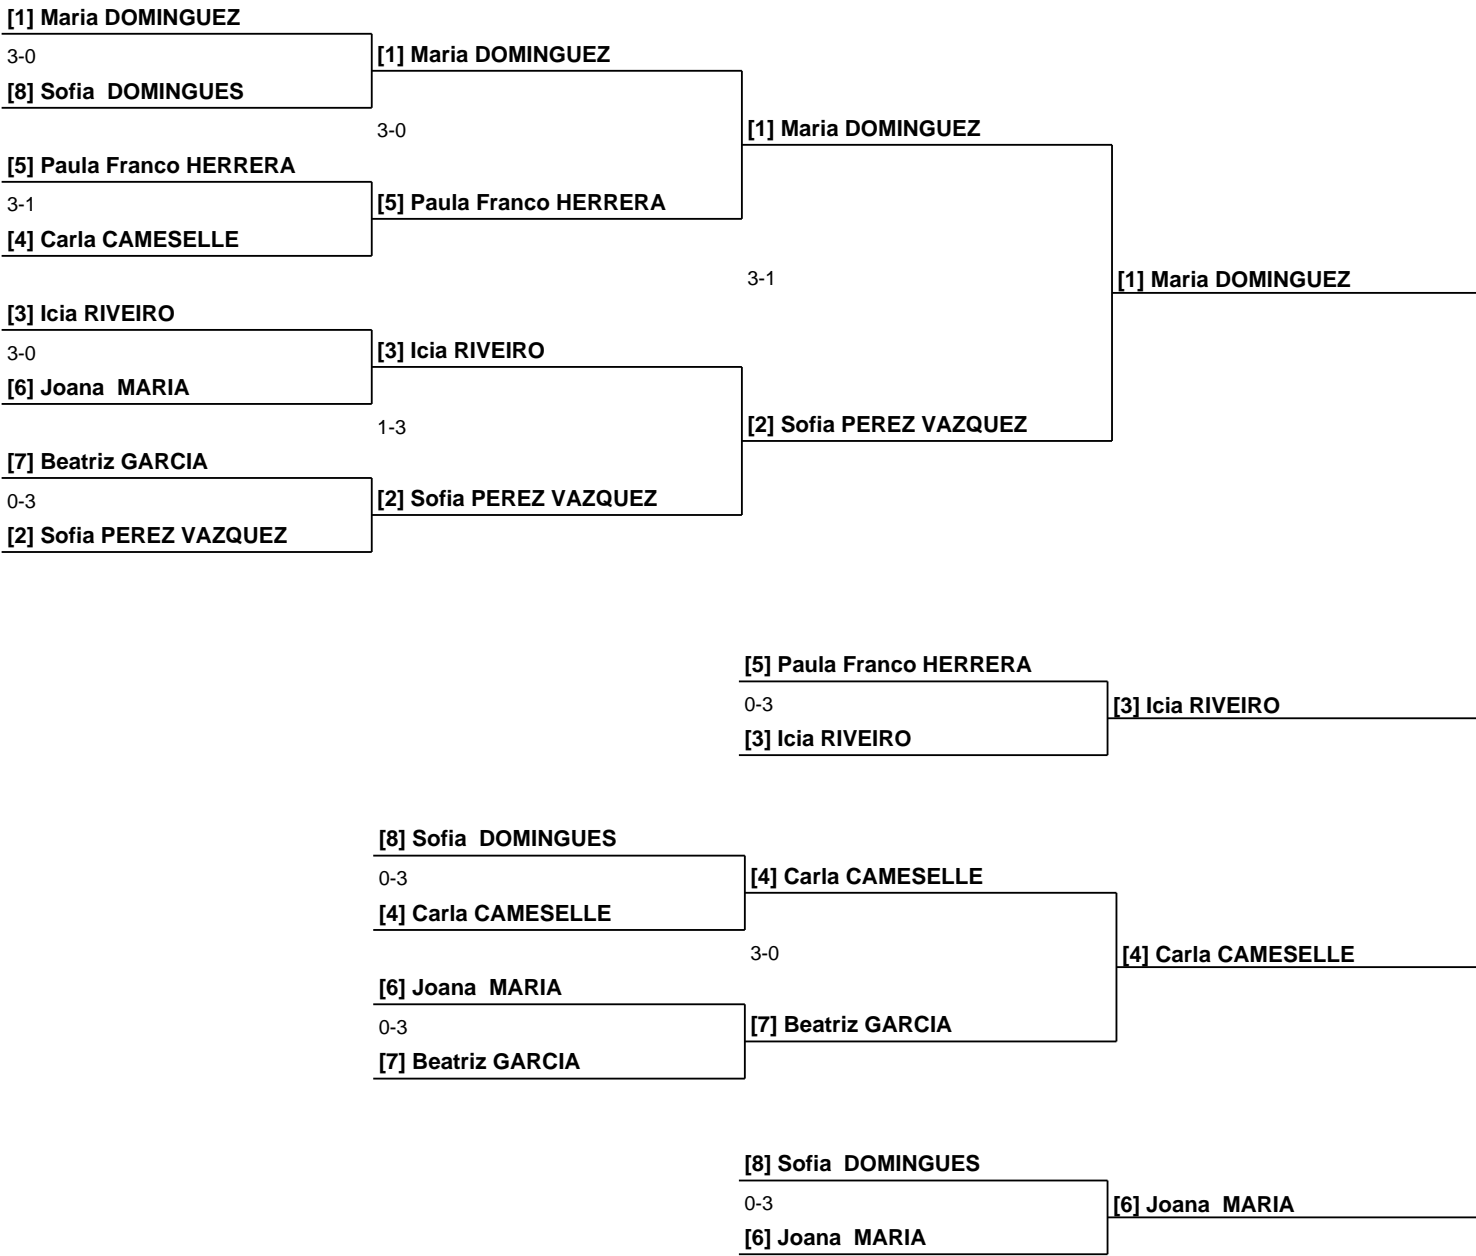 [1] Maria DOMINGUEZ
3-0
[1] Maria DOMINGUEZ
[8] Sofia  DOMINGUES
3-0
[1] Maria DOMINGUEZ
[5] Paula Franco HERRERA
3-1
[5] Paula Franco HERRERA
[4] Carla CAMESELLE
3-1
[1] Maria DOMINGUEZ
[3] Icia RIVEIRO
3-0
[3] Icia RIVEIRO
[6] Joana  MARIA
1-3
[2] Sofia PEREZ VAZQUEZ
[7] Beatriz GARCIA
0-3
[2] Sofia PEREZ VAZQUEZ
[2] Sofia PEREZ VAZQUEZ
[5] Paula Franco HERRERA
0-3
[3] Icia RIVEIRO
[3] Icia RIVEIRO
[8] Sofia  DOMINGUES
0-3
[4] Carla CAMESELLE
[4] Carla CAMESELLE
3-0
[4] Carla CAMESELLE
[6] Joana  MARIA
0-3
[7] Beatriz GARCIA
[7] Beatriz GARCIA
[8] Sofia  DOMINGUES
0-3
[6] Joana  MARIA
[6] Joana  MARIA